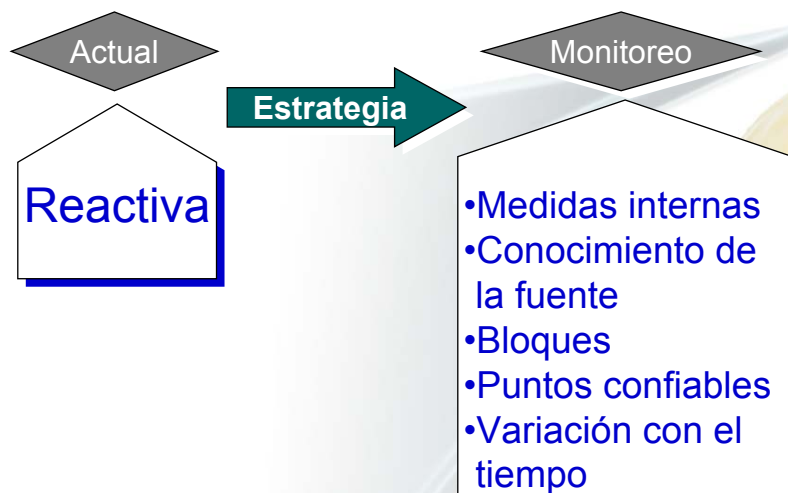 Actual
Estrategia
Monitoreo
Reactiva
•Medidas internas
•Conocimiento de
la fuente
•Bloques
•Puntos confiables
•Variación con el
tiempo